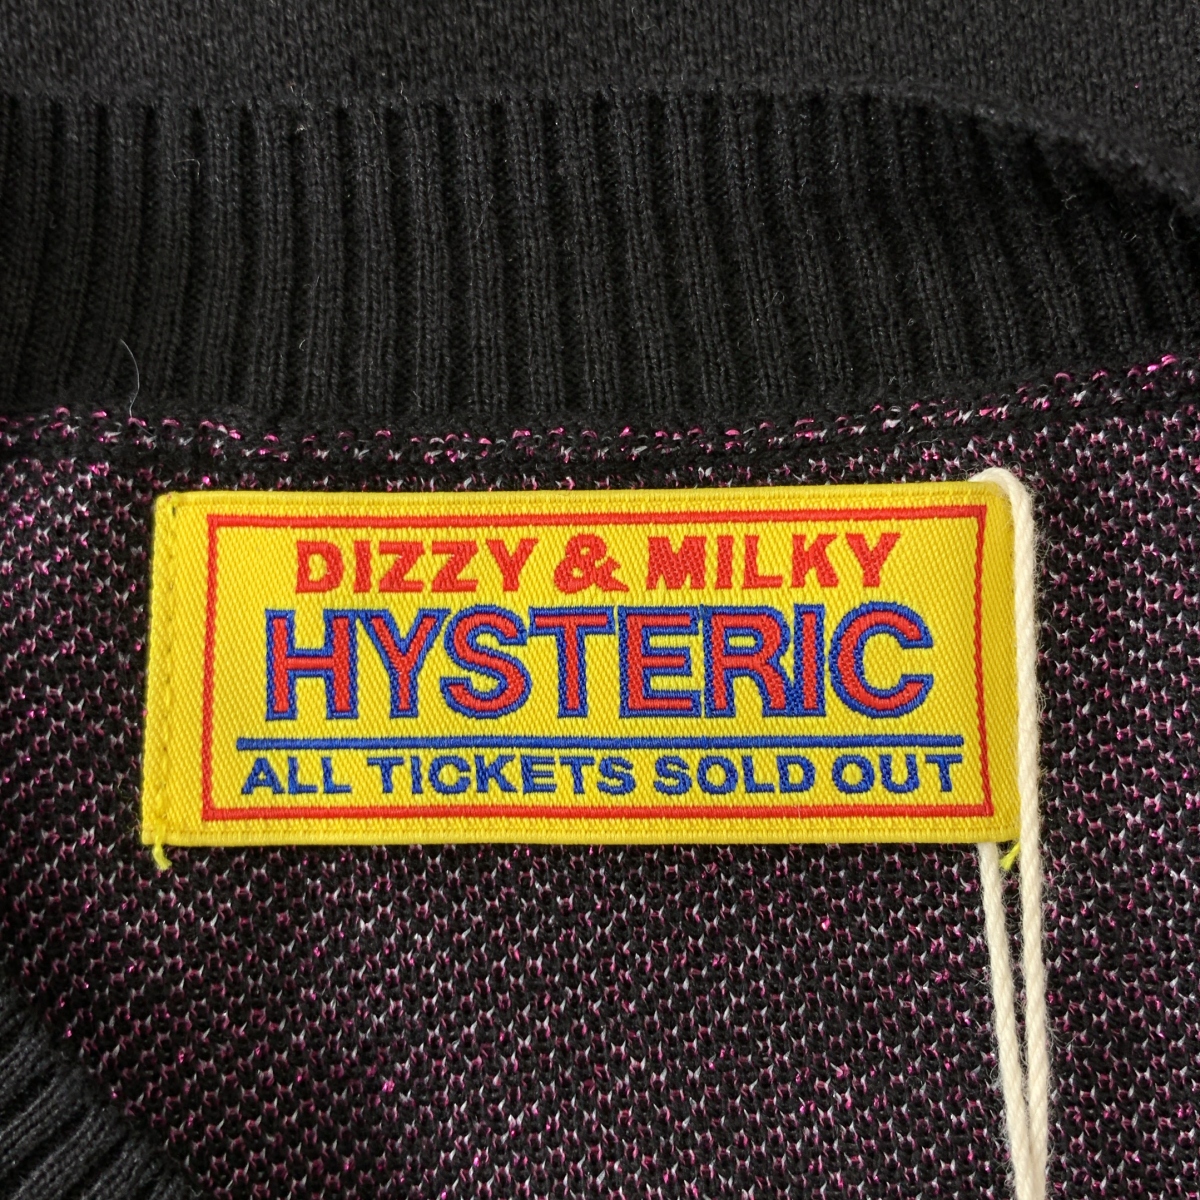 DIZZY & MILKY
HYSTERIC
ALL TICKETS SOLD OUT